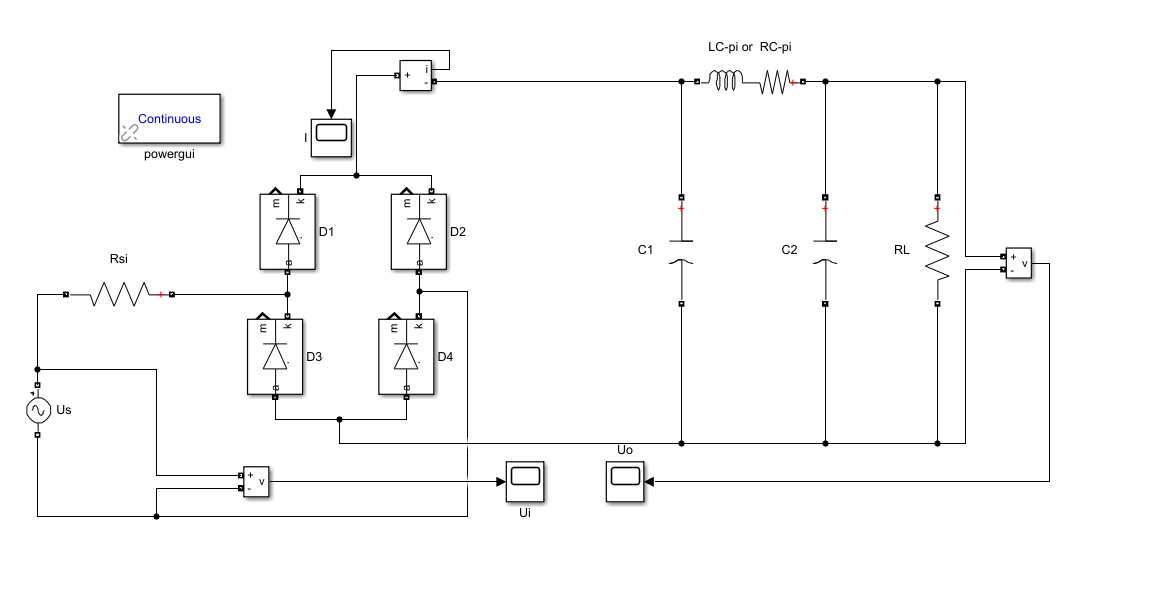 LC-pi or RC-pi
i
+
-
Continuous
powergui
I
m
k
D1
a
m
k
D2
a
Rsi
+
m
k
D3
a
m
k
D4
a
Us
+
-
v
Ui
Uo
+
+
C1
+
C2
+
RL
+
-
v